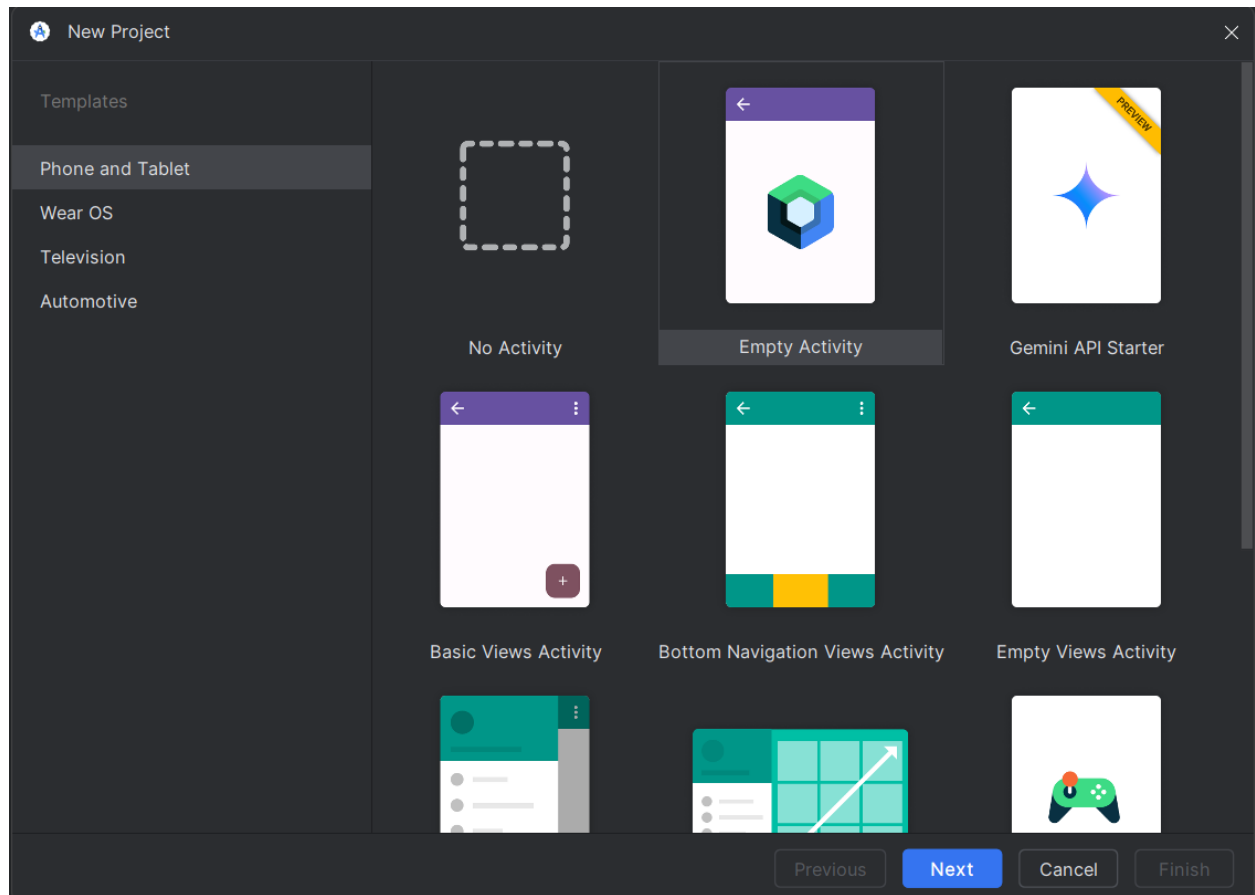 New Project
Templates
Phone and Tablet
Wear OS
Television
Automotive
PREVIEW
No Activity
Empty Activity
Gemini API Starter
Basic Views Activity
Bottom Navigation Views Activity
Empty Views Activity
Previous
Next
Cancel
Finish